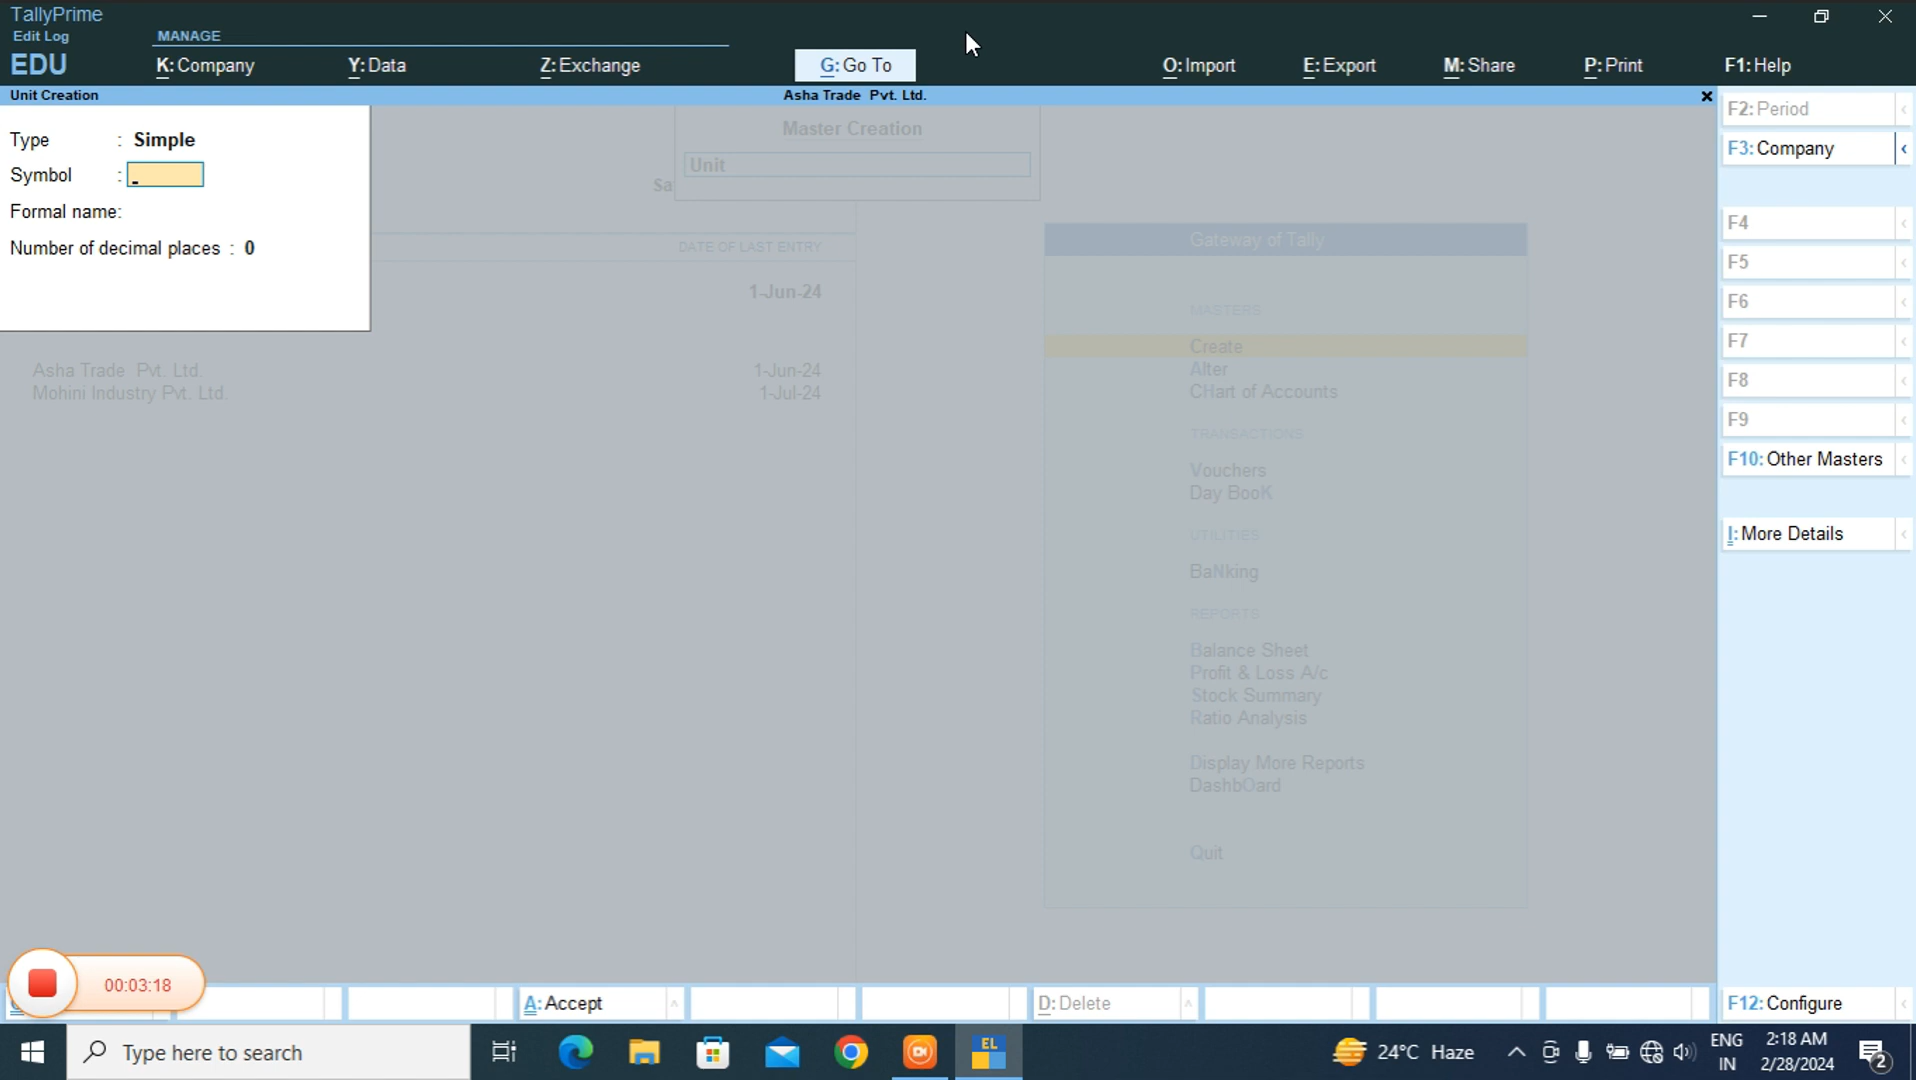 TallyPrime
Edit Log
EDU
MANAGE
K: Company
Y: Data
Z: Exchange
G: Go To
O: Import
E: Export
M: Share
P: Print
F1: Help
Unit Creation
Asha Trade Pvt. Ltd.
Type : Simple
Symbol :
Formal name:
Number of decimal places : 0
Master Creation
Unit
Sa
DATE OF LAST ENTRY
1-Jun-24
Asha Trade Pvt. Ltd. 1-Jun-24
Mohini Industry Pvt. Ltd. 1-Jul-24
Gateway of Tally
MASTERS
Create
Alter
CHart of Accounts
TRANSACTIONS
Vouchers
Day BooK
UTILITIES
BaNking
REPORTS
Balance Sheet
Profit & Loss A/c
Stock Summary
Ratio Analysis
Display More Reports
DashbOard
Quit
F2: Period
F3: Company
F4
F5
F6
F7
F8
F9
F10: Other Masters
I: More Details
F12: Configure
00:03:18
A: Accept
D: Delete
Type here to search
EL
24°C Haze
ENG
IN
2:18 AM
2/28/2024
2